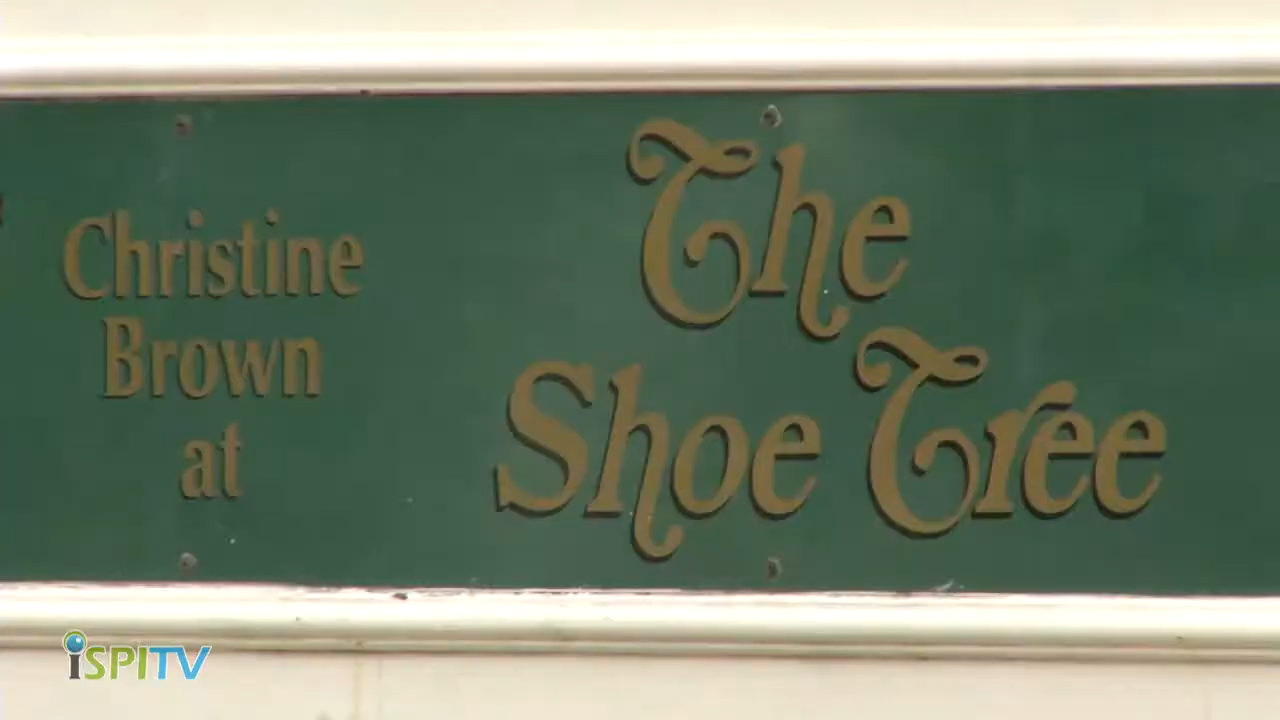 Christine
Brown
at
The
Shoe Tree
iSPITV